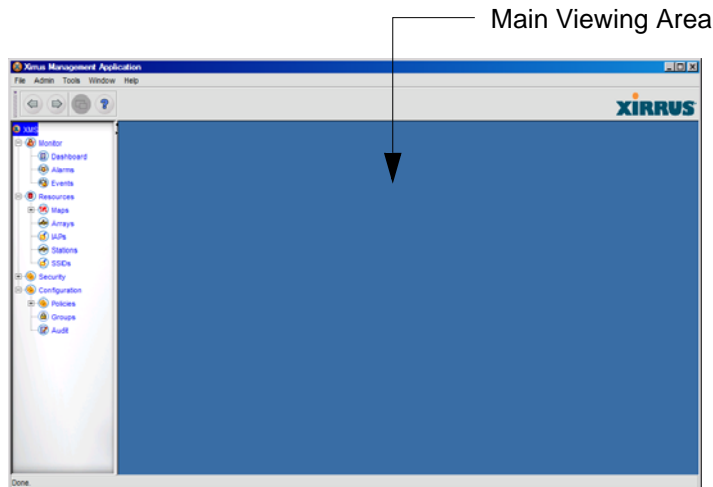 Main Viewing Area
Xirrus Management Application
File Admin Tools Window Help
XIRRUS
XMS
Monitor
Dashboard
Alarms
Events
Resources
Maps
Arrays
IAPs
Stations
SSIDs
Security
Configuration
Policies
Groups
Audit
Done.